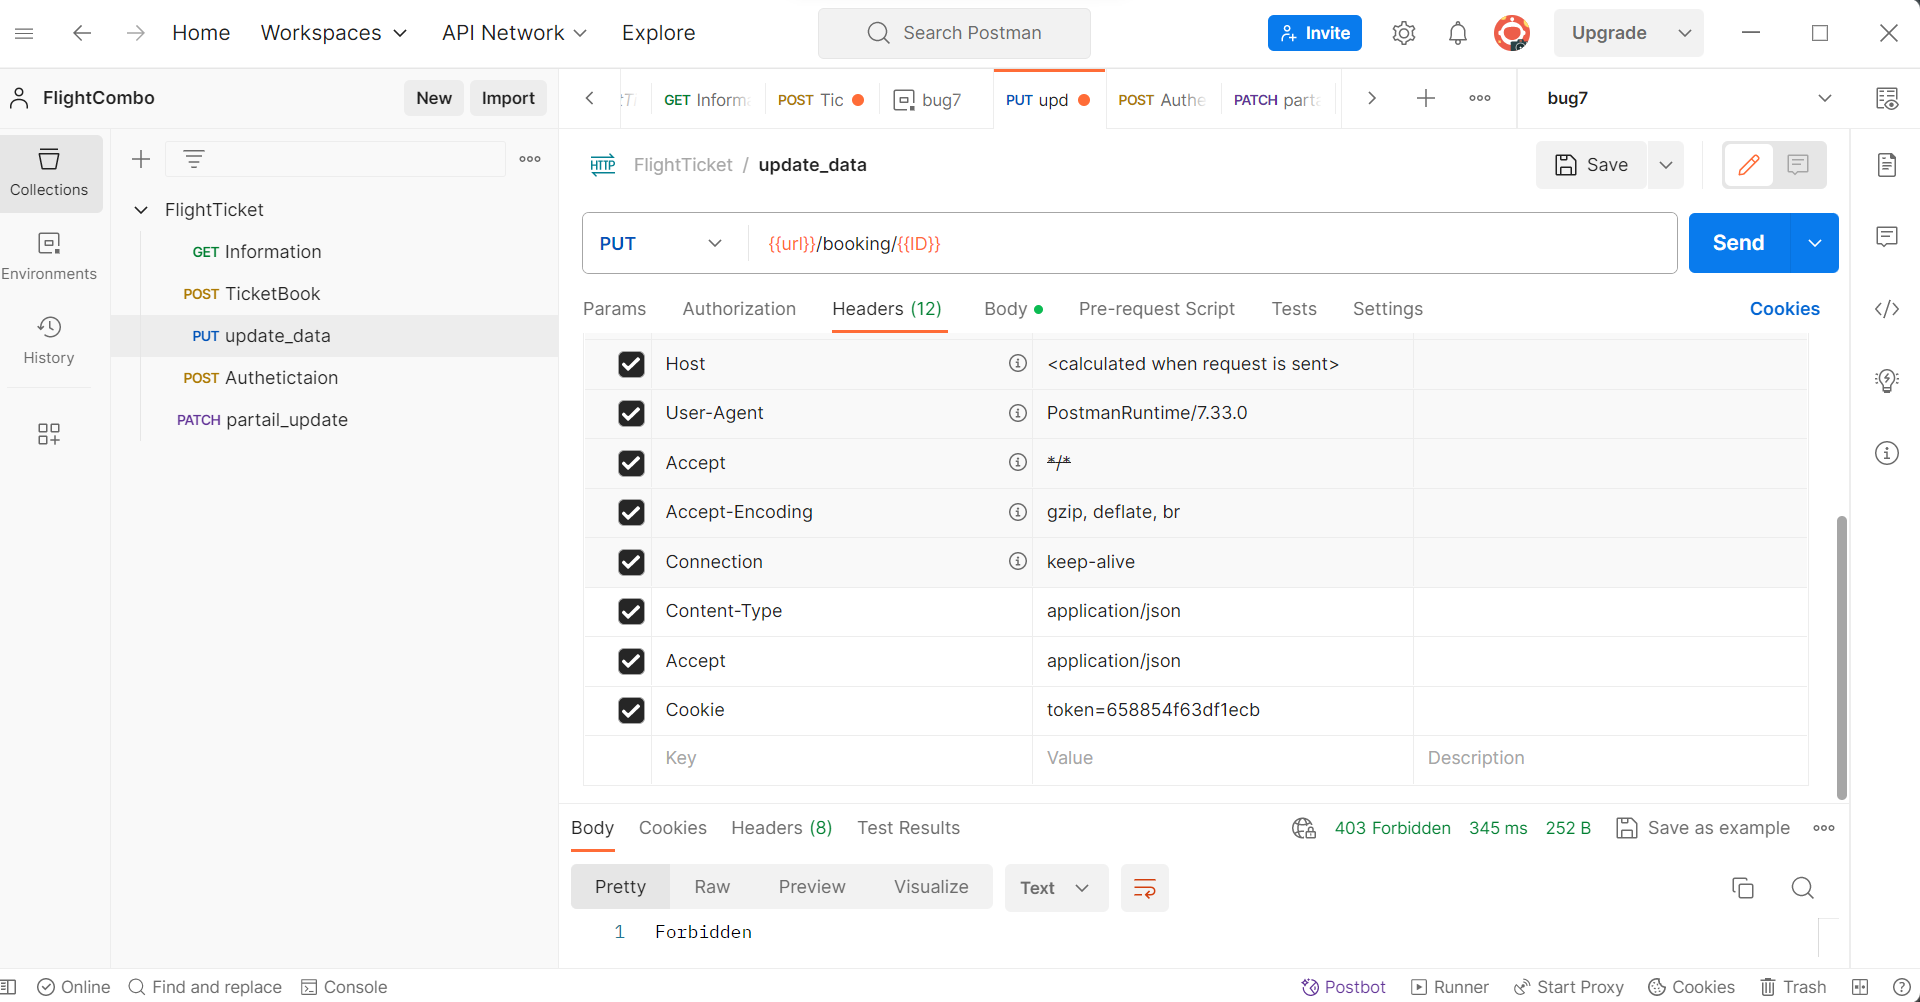 Home Workspaces API Network Explore Search Postman Invite Upgrade
FlightCombo New Import GET Inform POST Tic bug7 PUT upd POST Authe PATCH parta bug7
Collections
Environments
History
FlightTicket
GET Information
POST TicketBook
PUT update_data
POST Authetictaion
PATCH partail_update
HTTP FlightTicket / update_data Save
PUT {{url}}/booking/{{ID}} Send
Params Authorization Headers (12) Body Pre-request Script Tests Settings Cookies
Host <calculated when request is sent>
User-Agent PostmanRuntime/7.33.0
Accept */*
Accept-Encoding gzip, deflate, br
Connection keep-alive
Content-Type application/json
Accept application/json
Cookie token=658854f63df1ecb
Key Value Description
Body Cookies Headers (8) Test Results 403 Forbidden 345 ms 252 B Save as example
Pretty Raw Preview Visualize Text
1 Forbidden
Online Find and replace Console Postbot Runner Start Proxy Cookies Trash